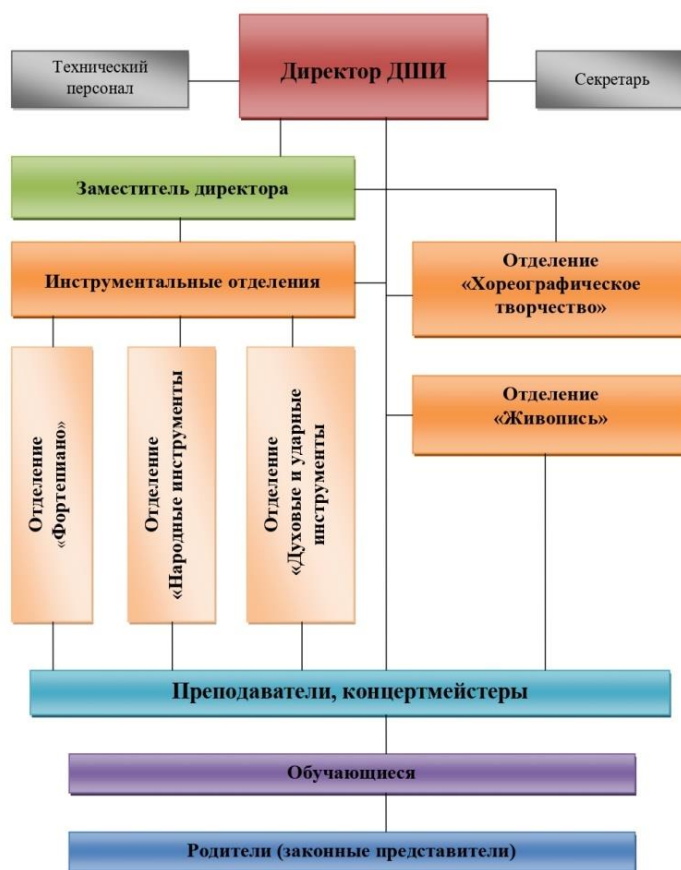 Директор ДШИ
Технический
персонал
Секретарь
Заместитель директора
Инструментальные отделения
Отделение
«Хореографическое
творчество»
Отделение
«Живопись»
Отделение
«Фортепиано»
Отделение
«Народные инструменты
Отделение
«Духовые и ударные
инструменты
Преподаватели, концертмейстеры
Обучающиеся
Родители (законные представители)